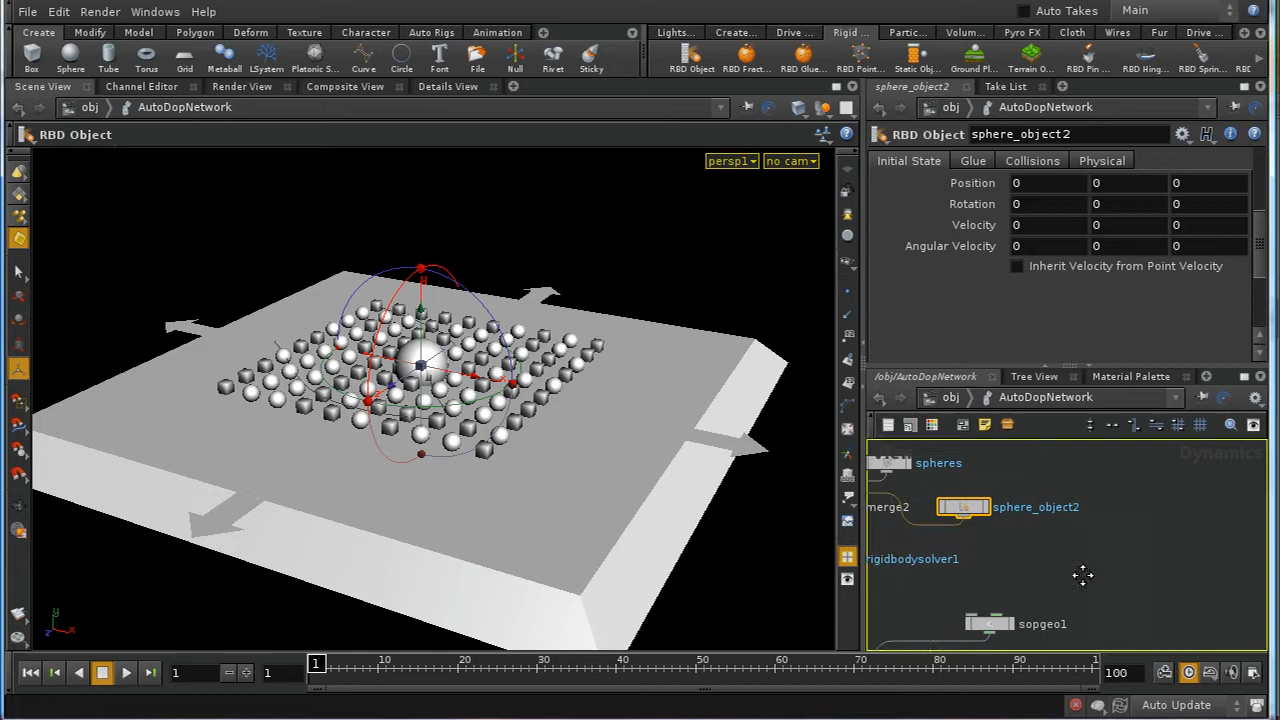 File Edit Render Windows Help Auto Takes Main
Create Modify Model Polygon Deform Texture Character Auto Rigs Animation Lights... Create... Drive ... Rigid ... Partic... Volum... Pyro FX Cloth Wires Fur Drive ...
Box Sphere Tube Torus Grid Metaball LSystem Platonic S... Curve Circle Font File Null Rivet Sticky RBD Object RBD Fract... RBD Glue... RBD Point... Static Obj... Ground Pl... Terrain O... RBD Pin ... RBD Hing... RBD Sprin... RBD
Scene View Channel Editor Render View Composite View Details View sphere_object2 Take List
obj AutoDopNetwork obj AutoDopNetwork
RBD Object RBD Object sphere_object2
persp1 no cam
Initial State Glue Collisions Physical
Position 0 0 0
Rotation 0 0 0
Velocity 0 0 0
Angular Velocity 0 0 0
Inherit Velocity from Point Velocity
/obj/AutoDopNetwork Tree View Material Palette
obj AutoDopNetwork
Dynamics
spheres
merge2 sphere_object2
rigidbodysolver1
sopgeo1
y
y
z x
1 1 1 10 20 30 40 50 60 70 80 90 1 100
Auto Update